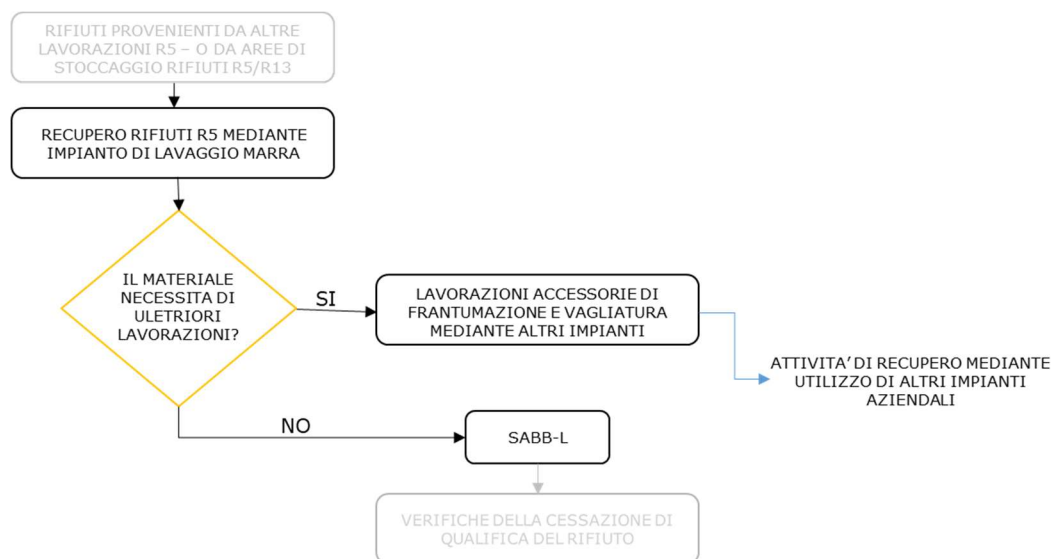 RIFIUTI PROVENIENTI DA ALTRE
LAVORAZIONI R5 – O DA AREE DI
STOCCAGGIO RIFIUTI R5/R13
RECUPERO RIFIUTI R5 MEDIANTE
IMPIANTO DI LAVAGGIO MARRA
IL MATERIALE
NECESSITA DI
ULETRIORI
LAVORAZIONI?
SI
LAVORAZIONI ACCESSORIE DI
FRANTUMAZIONE E VAGLIATURA
MEDIANTE ALTRI IMPIANTI
ATTIVITA’ DI RECUPERO MEDIANTE
UTILIZZO DI ALTRI IMPIANTI
AZIENDALI
NO
SABB-L
VERIFICHE DELLA CESSAZIONE DI
QUALIFICA DEL RIFIUTO